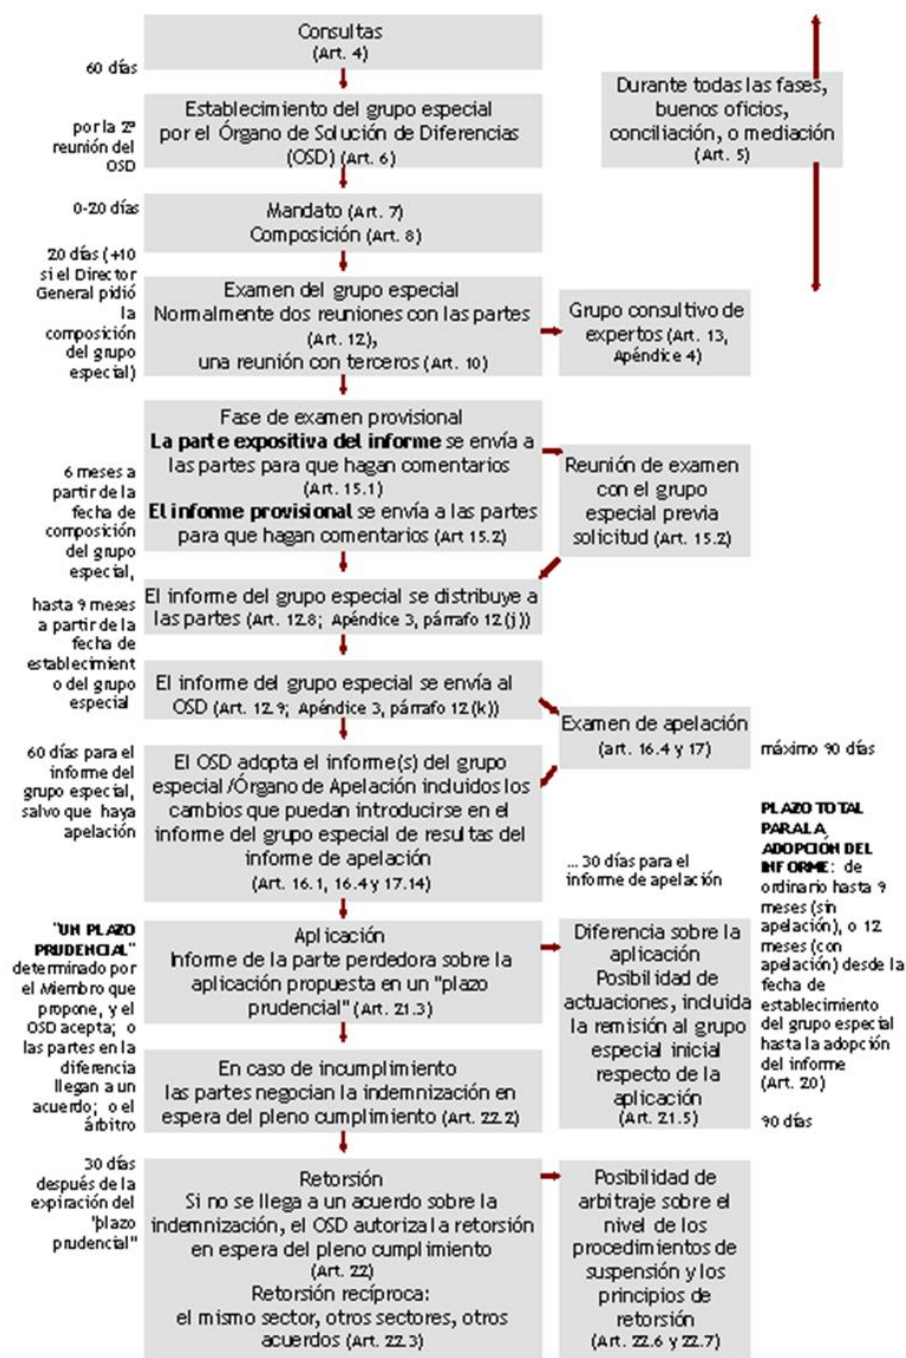 Consultas
(Art. 4)
60 días
Durante todas las fases,
buenos oficios,
conciliación, o mediación
(Art. 5)
Establecimiento del grupo especial
por el Órgano de Solución de Diferencias
(OSD) (Art. 6)
por la 2ª
reunión del
OSD
0-20 días
Mandato (Art. 7)
Composición (Art. 8)
20 días (+10
si el Director
General pidió
la
composición
del grupo
especial)
Examen del grupo especial
Normalmente dos reuniones con las partes
(Art. 12),
una reunión con terceros (Art. 10)
Grupo consultivo de
expertos (Art. 13,
Apéndice 4)
Fase de examen provisional
La parte expositiva del informe se envía a
las partes para que hagan comentarios
(Art. 15.1)
El informe provisional se envía a las partes
para que hagan comentarios (Art 15.2)
Reunión de examen
con el grupo
especial previa
solicitud (Art. 15.2)
6 meses a
partir de la
fecha de
composición
del grupo
especial,
hasta 9 meses
a partir de la
fecha de
establecimient
o del grupo
especial
El informe del grupo especial se distribuye a
las partes (Art. 12.8; Apéndice 3, párrafo 12 (j))
El informe del grupo especial se envía al
OSD (Art. 12.9; Apéndice 3, párrafo 12 (k))
Examen de apelación
(art. 16.4 y 17)
máximo 90 días
60 días para el
informe del
grupo especial,
salvo que haya
apelación
El OSD adopta el informe(s) del grupo
especial/Órgano de Apelación incluidos los
cambios que puedan introducirse en el
informe del grupo especial de resultas del
informe de apelación
(Art. 16.1, 16.4 y 17.14)
... 30 días para el
informe de apelación
PLAZO TOTAL
PARA LA
ADOPCIÓN DEL
INFORME: de
ordinario hasta 9
meses (sin
apelación), o 12
meses (con
apelación) desde la
fecha de
establecimiento
del grupo especial
hasta la adopción
del informe
(Art. 20)
"UN PLAZO
PRUDENCIAL"
determinado por
el Miembro que
propone, y el
OSD acepta; o
las partes en la
diferencia
llegan a un
acuerdo; o el
árbitro
Aplicación
Informe de la parte perdedora sobre la
aplicación propuesta en un "plazo
prudencial" (Art. 21.3)
Diferencia sobre la
aplicación
Posibilidad de
actuaciones, incluida
la remisión al grupo
especial inicial
respecto de la
aplicación
(Art. 21.5)
90 días
En caso de incumplimiento
las partes negocian la indemnización en
espera del pleno cumplimiento (Art. 22.2)
30 días
después de la
expiración del
"plazo
prudencial"
Retorsión
Si no se llega a un acuerdo sobre la
indemnización, el OSD autoriza la retorsión
en espera del pleno cumplimiento
(Art. 22)
Retorsión recíproca:
el mismo sector, otros sectores, otros
acuerdos (Art. 22.3)
Posibilidad de
arbitraje sobre el
nivel de los
procedimientos de
suspensión y los
principios de
retorsión
(Art. 22.6 y 22.7)